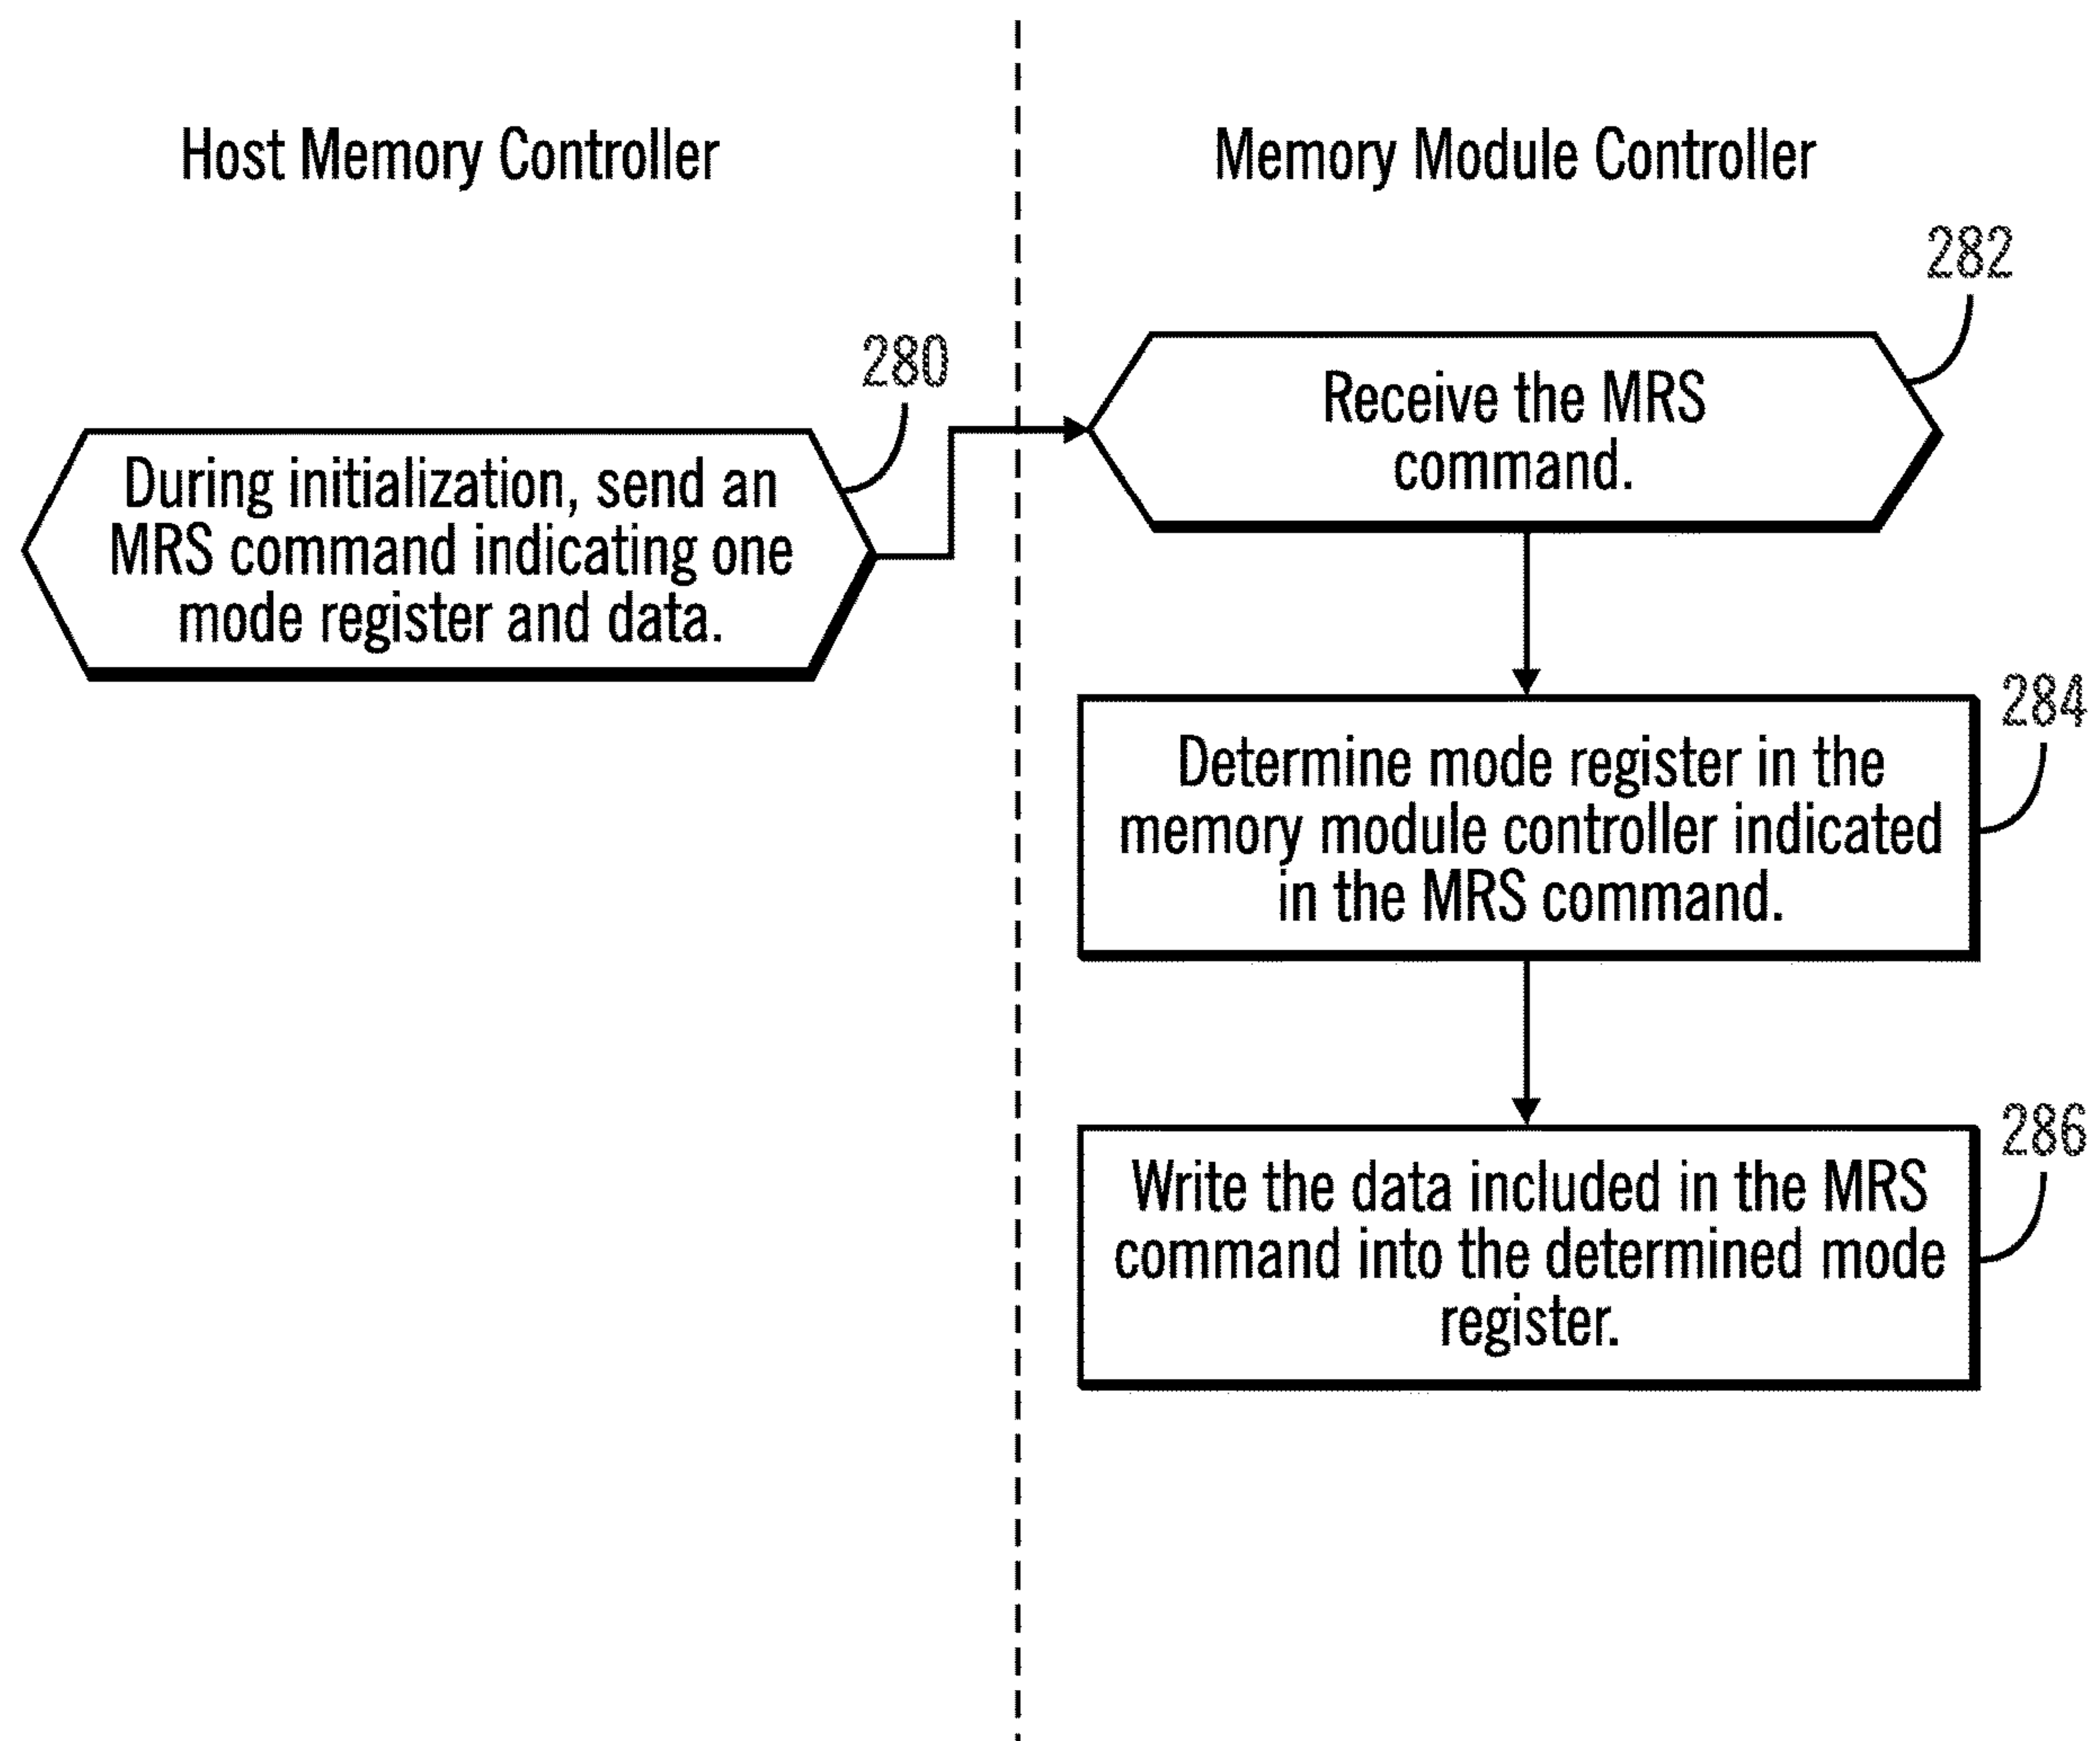 Host Memory Controller
280
During initialization, send an
MRS command indicating one
mode register and data.
Memory Module Controller
282
Receive the MRS
command.
284
Determine mode register in the
memory module controller indicated
in the MRS command.
286
Write the data included in the MRS
command into the determined mode
register.